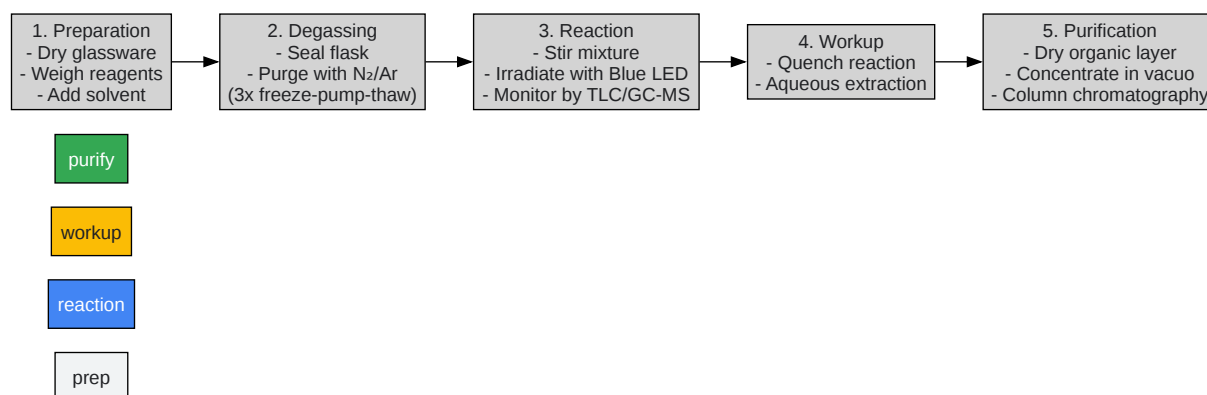 1. Preparation
- Dry glassware
- Weigh reagents
- Add solvent
2. Degassing
- Seal flask
- Purge with N₂/Ar
(3x freeze-pump-thaw)
3. Reaction
- Stir mixture
- Irradiate with Blue LED
- Monitor by TLC/GC-MS
4. Workup
- Quench reaction
- Aqueous extraction
5. Purification
- Dry organic layer
- Concentrate in vacuo
- Column chromatography
purify
workup
reaction
prep